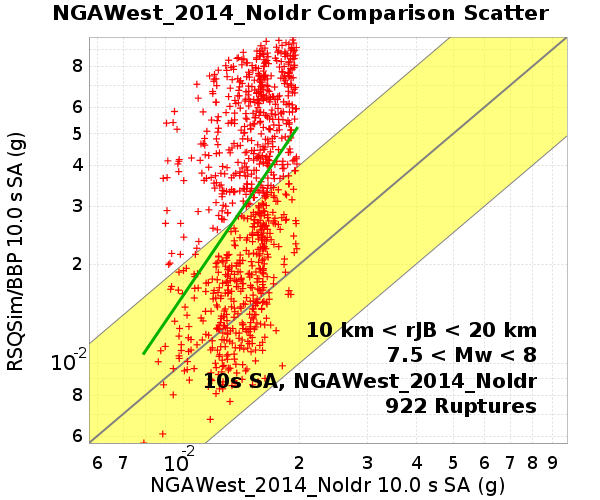 NGAWest_2014_NoIdr Comparison Scatter
RSQSim/BBP 10.0 s SA (g)
8
6
5
4
3
2
10-2
8
6
10 km < rJB < 20 km
7.5 < Mw < 8
10s SA, NGAWest_2014_NoIdr
922 Ruptures
6 7 10-2 2 3 4 5 6 7 8 9
NGAWest_2014_NoIdr 10.0 s SA (g)